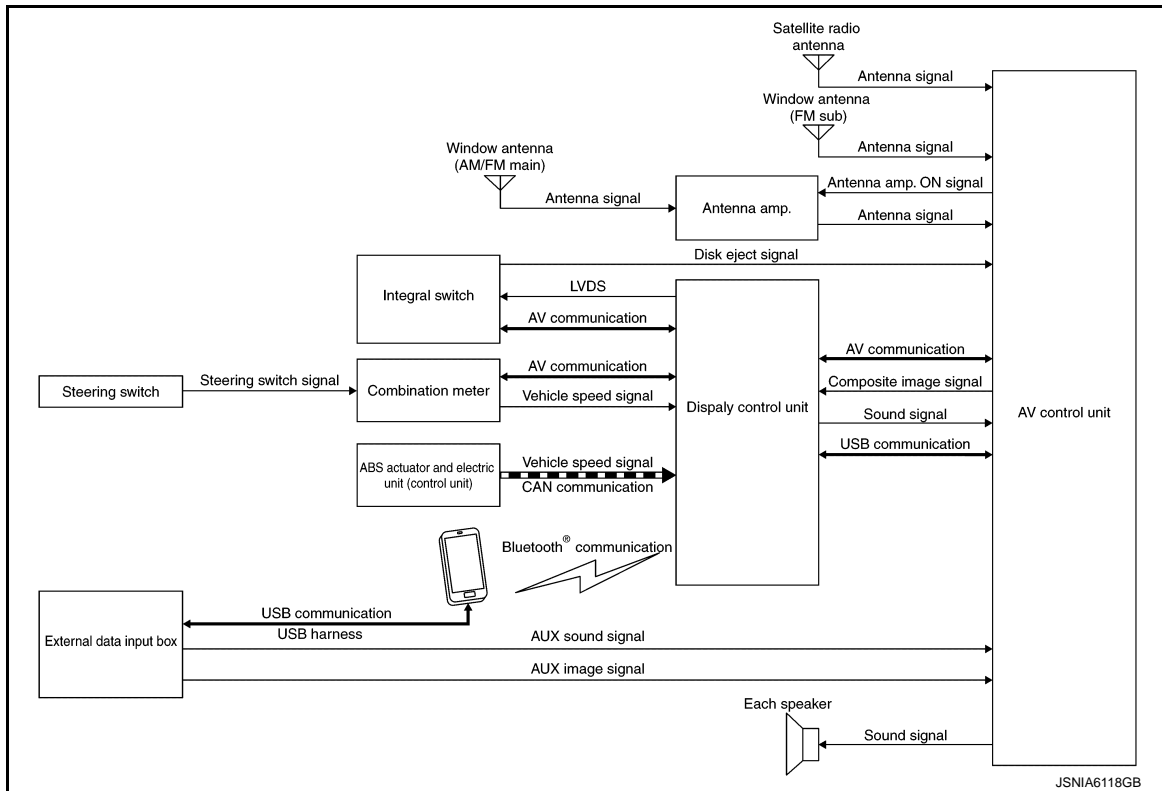 Satellite radio
antenna
Antenna signal
Window antenna
(FM sub)
Antenna signal
Window antenna
(AM/FM main)
Antenna signal
Antenna amp.
Antenna amp. ON signal
Antenna signal
Disk eject signal
Integral switch
LVDS
AV communication
Steering switch
Steering switch signal
Combination meter
AV communication
Vehicle speed signal
Dispaly control unit
AV communication
Composite image signal
Sound signal
USB communication
AV control unit
ABS actuator and electric
unit (control unit)
Vehicle speed signal
CAN communication
Bluetooth® communication
External data input box
USB communication
USB harness
AUX sound signal
AUX image signal
Each speaker
Sound signal
JSNIA6118GB